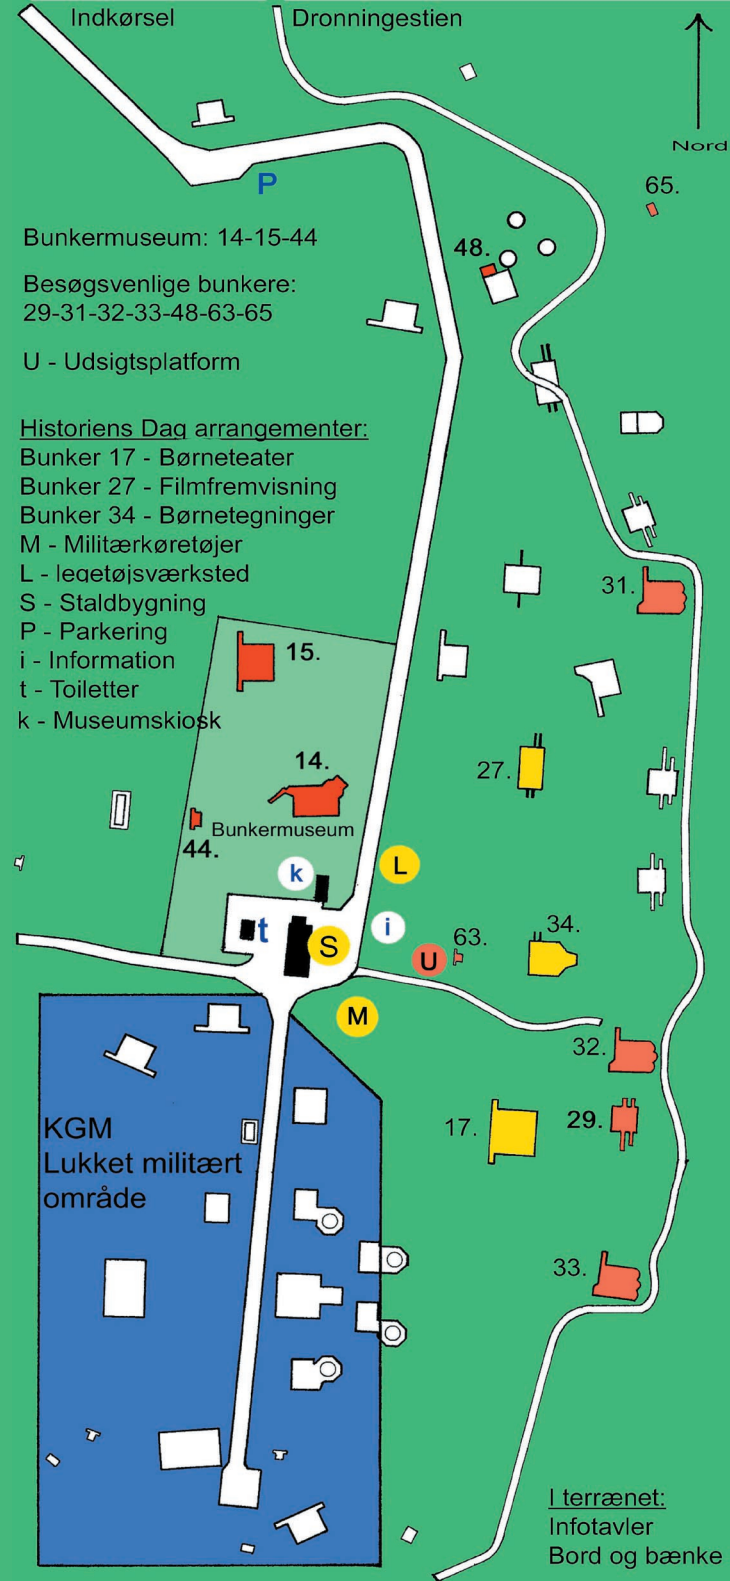 Indkørsel
Dronningestien
Nord
P
65.
Bunkermuseum: 14-15-44
48.
Besøgsvenlige bunkere:
29-31-32-33-48-63-65
U - Udsigtsplatform
Historiens Dag arrangementer:
Bunker 17 - Børneteater
Bunker 27 - Filmfremvisning
Bunker 34 - Børnetegninger
M - Militærkøretøjer
L - legetøjsværksted
S - Staldbygning
P - Parkering
i - Information
t - Toiletter
k - Museumskiosk
31.
15.
14.
27.
Bunkermuseum
44.
L
k
i
t
S
63.
34.
U
M
32.
29.
17.
KGM
Lukket militært
område
33.
I terrænet:
Infotavler
Bord og bænke